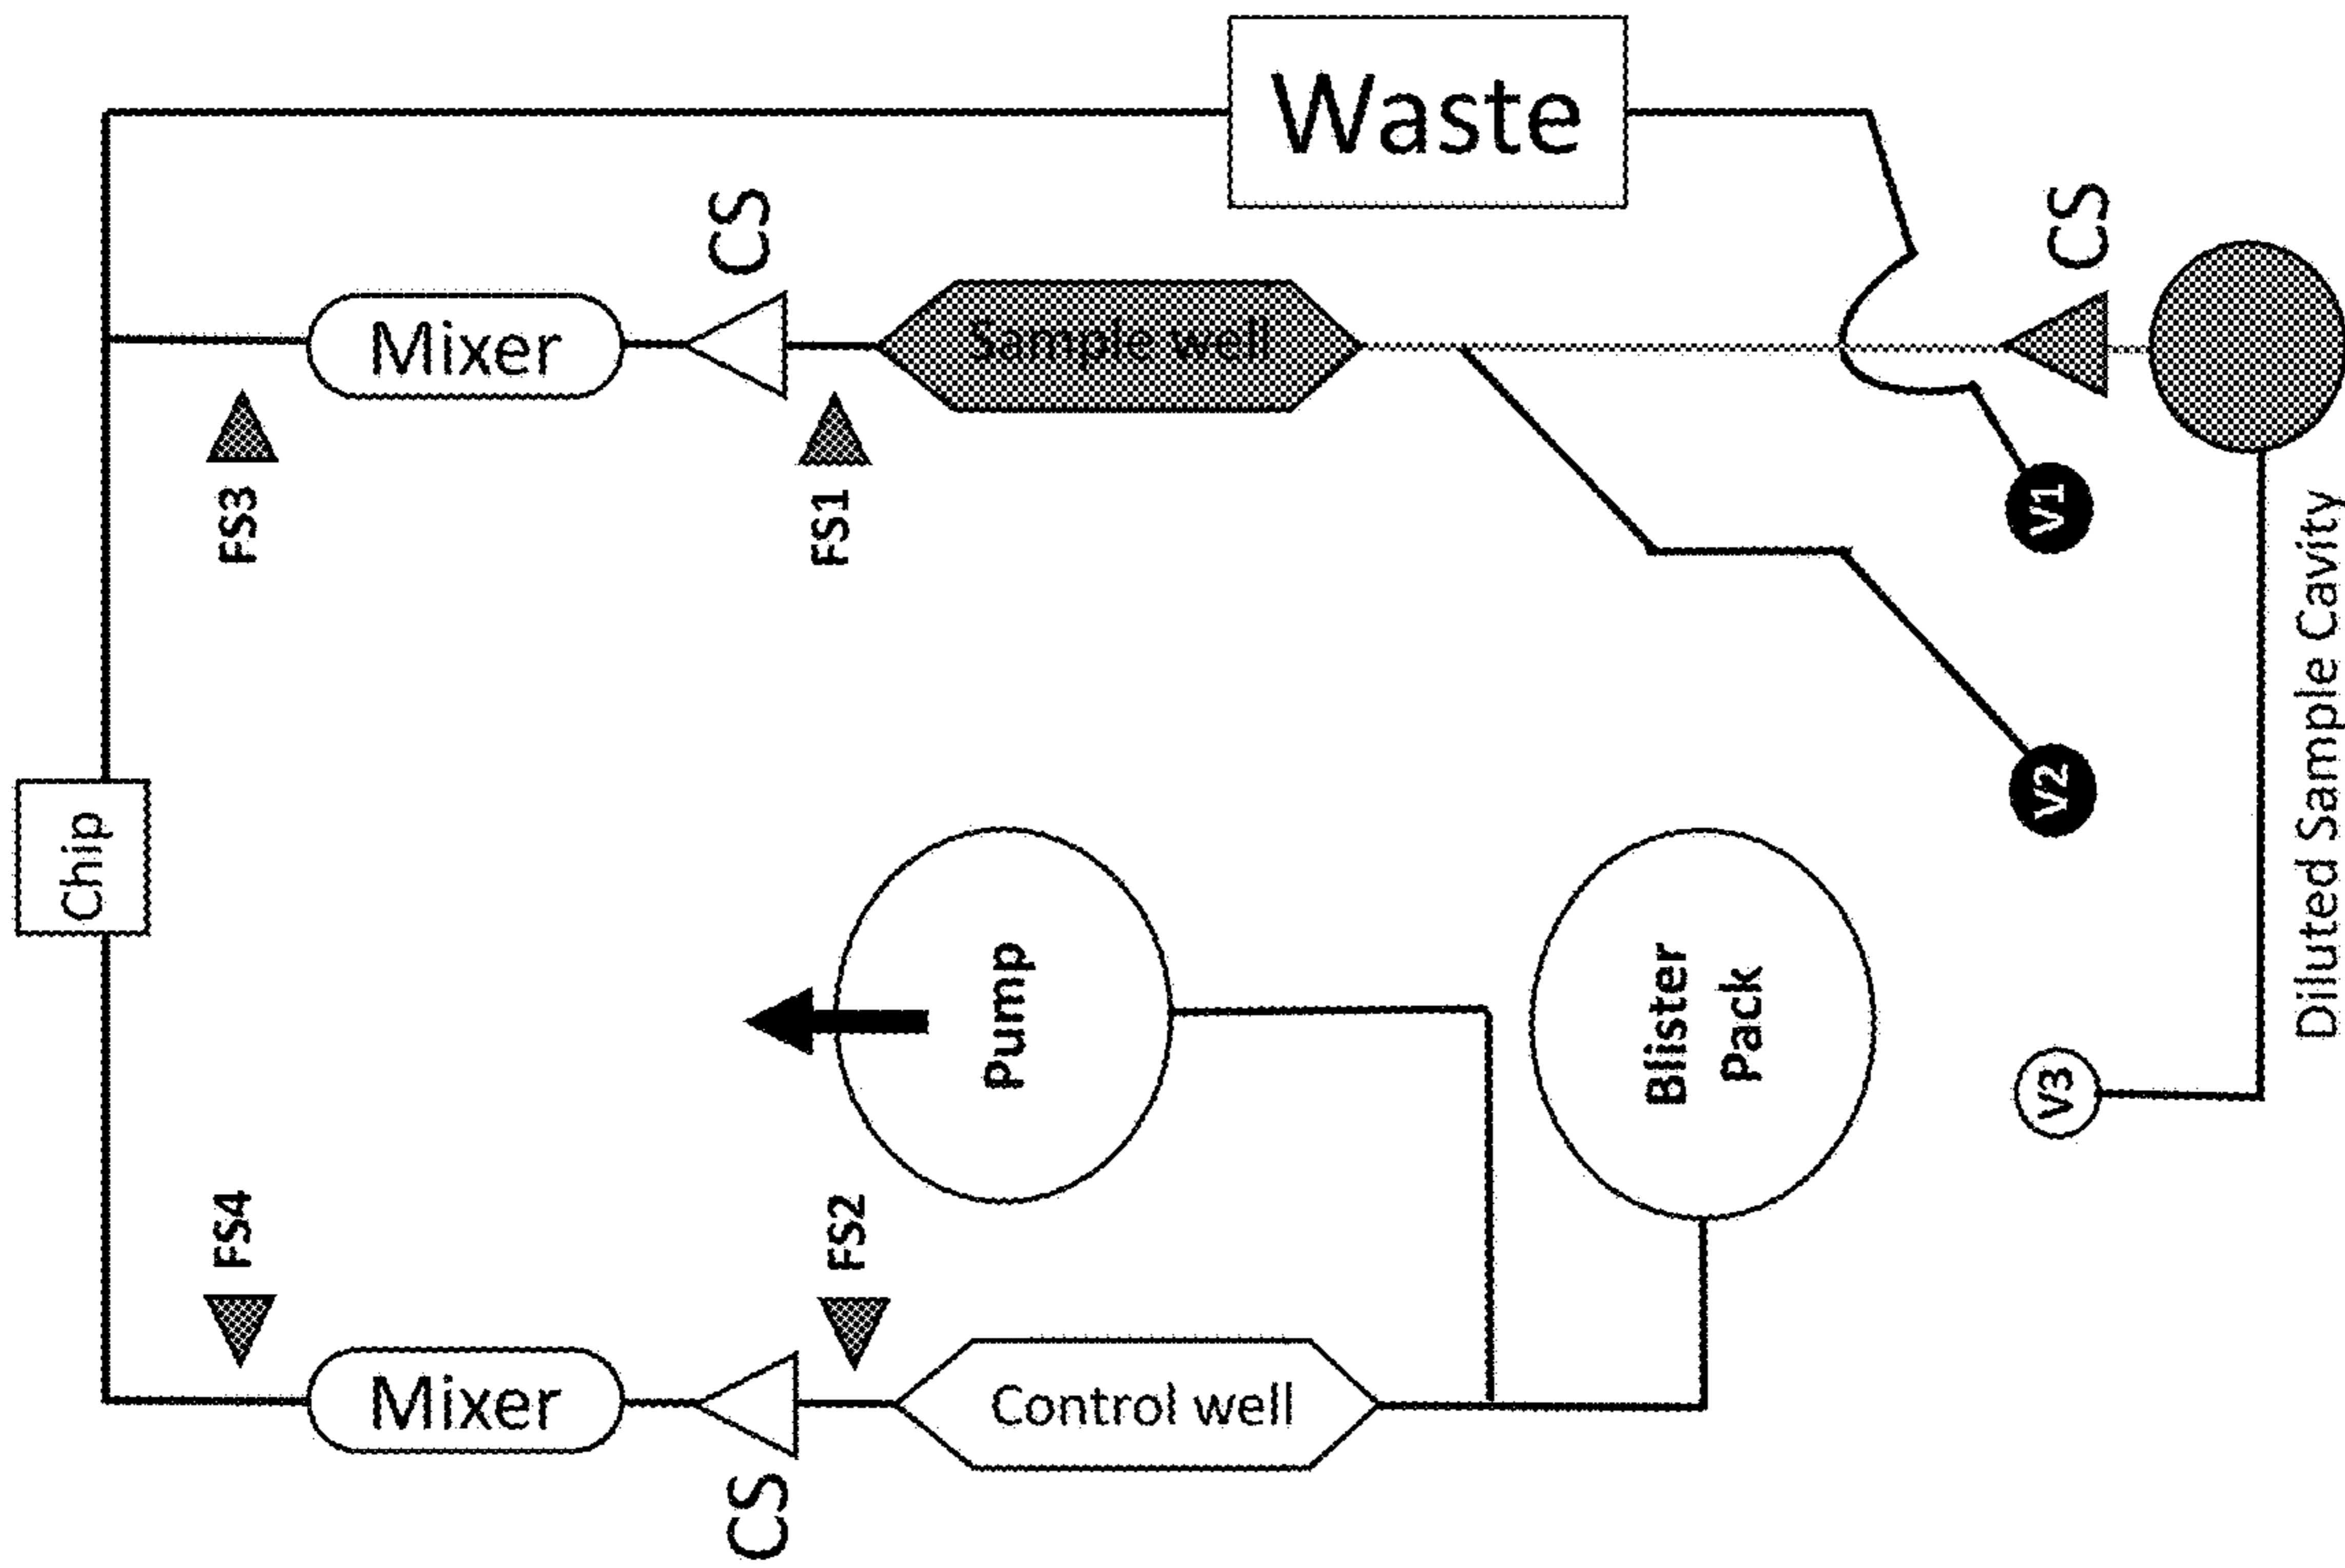 Waste
CS
CS
Mixer
Sample well
FS3
FS1
V1
Chip
V2
Pump
Blister
Pack
V3
Diluted Sample Cavity
FS4
FS2
Mixer
Control well
CS